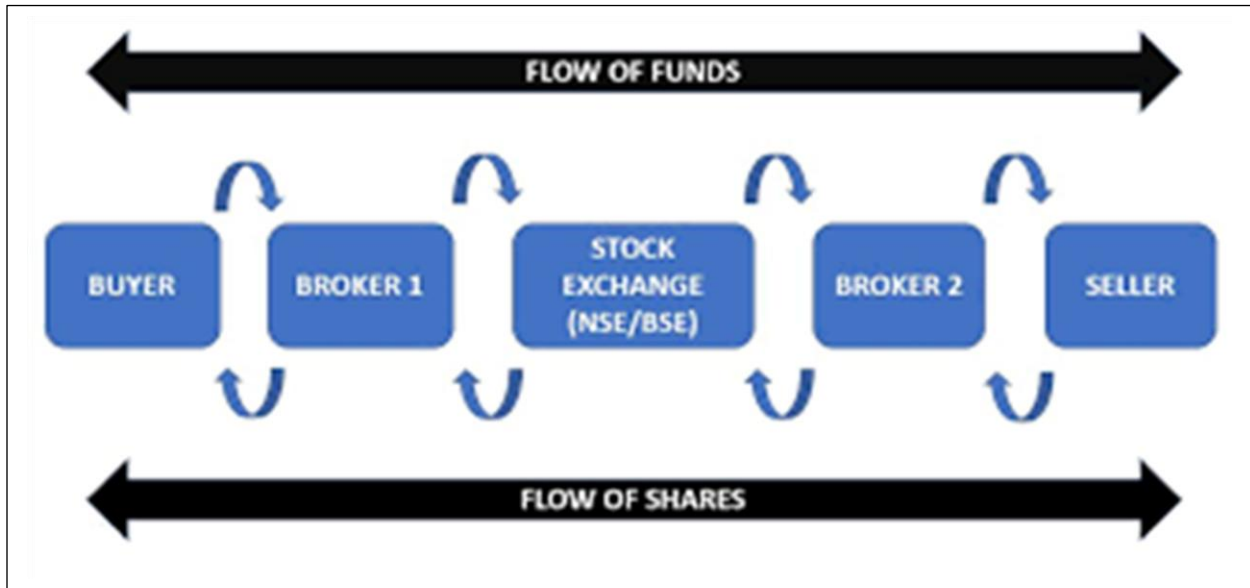 FLOW OF FUNDS
BUYER
BROKER 1
STOCK
EXCHANGE
(NSE/BSE)
BROKER 2
SELLER
FLOW OF SHARES